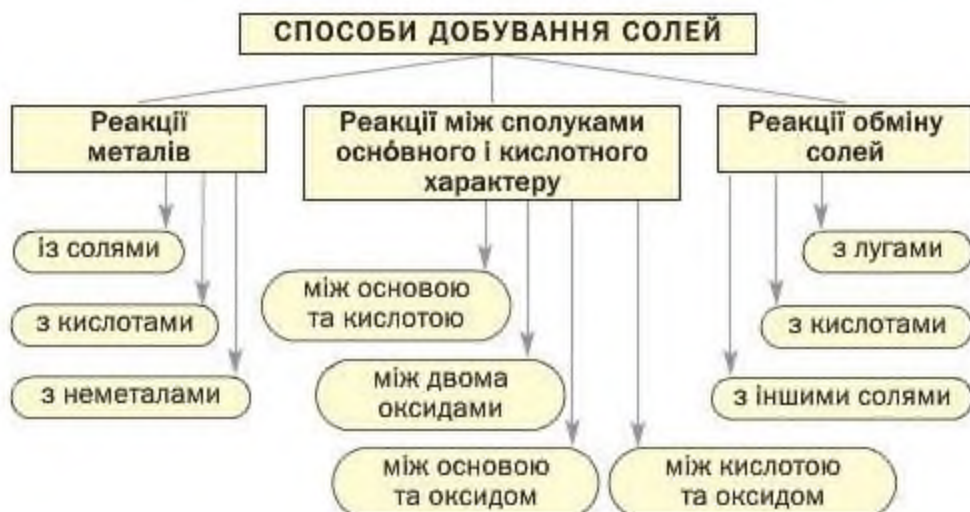 СПОСОБИ ДОБУВАННЯ СОЛЕЙ
Реакції
металів
із солями
з кислотами
з неметалами
Реакції між сполуками
оснóвного і кислотного
характеру
між основою
та кислотою
між двома
оксидами
між основою
та оксидом
між кислотою
та оксидом
Реакції обміну
солей
з лугами
з кислотами
з іншими солями